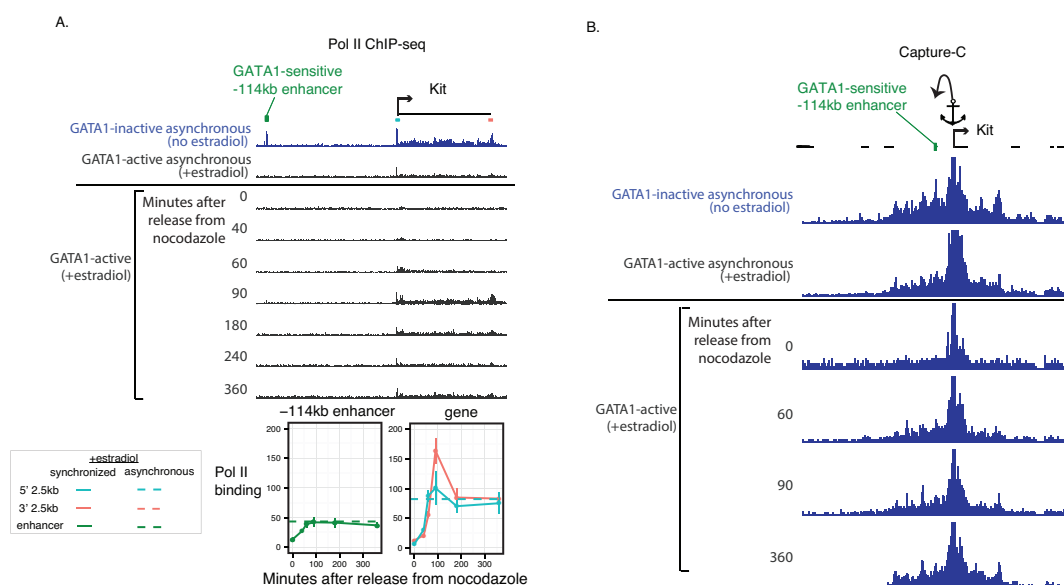 A.
Pol II ChIP-seq
GATA1-sensitive
-114kb enhancer
Kit
GATA1-inactive asynchronous
(no estradiol)
GATA1-active asynchronous
(+estradiol)
Minutes after
release from
nocodazole
0
40
60
90
180
240
360
GATA1-active
(+estradiol)
−114kb enhancer
gene
200
150
100
50
0
200
150
100
50
0
Pol II
binding
0 100 200 300
0 100 200 300
Minutes after release from nocodazole
+estradiol
synchronized asynchronous
5' 2.5kb
3' 2.5kb
enhancer
B.
Capture-C
GATA1-sensitive
-114kb enhancer
Kit
GATA1-inactive asynchronous
(no estradiol)
GATA1-active asynchronous
(+estradiol)
Minutes after
release from
nocodazole
0
60
90
360
GATA1-active
(+estradiol)